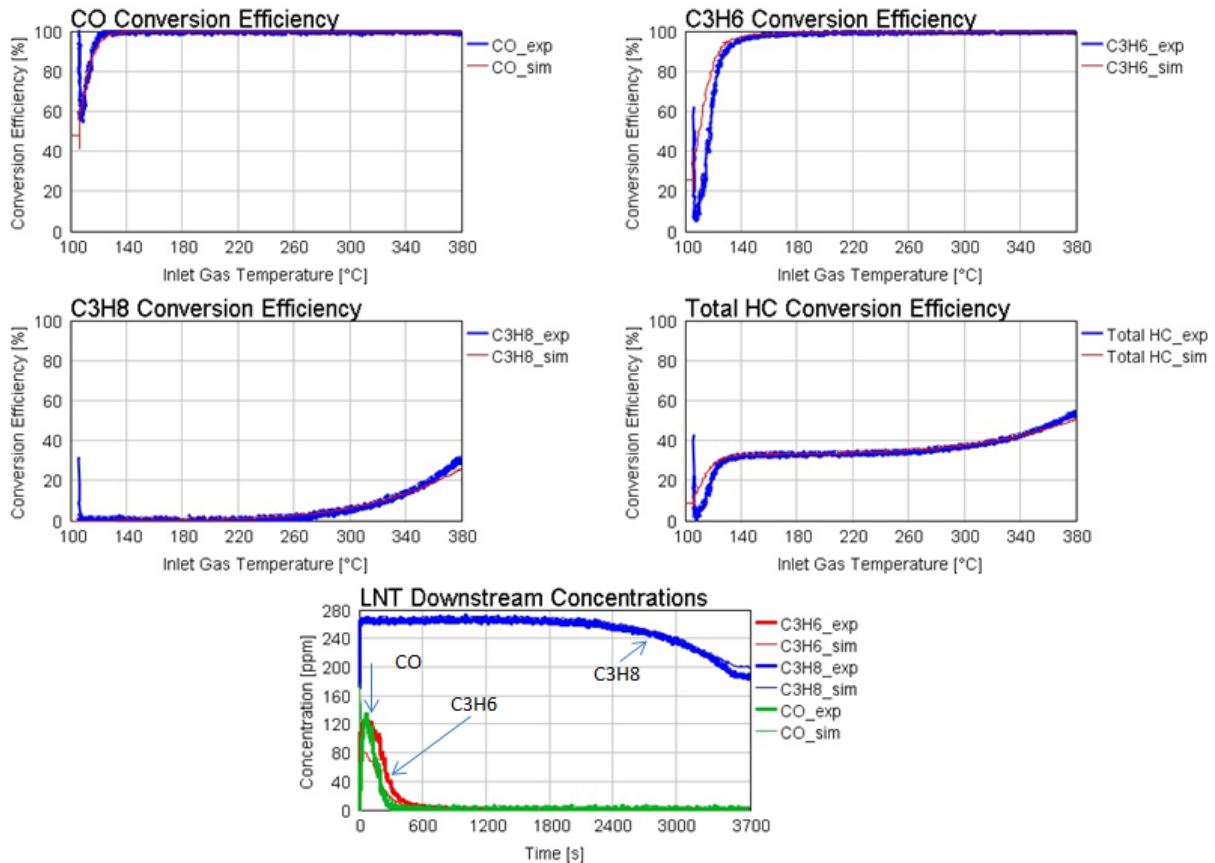 CO Conversion Efficiency
Conversion Efficiency [%]
100
80
60
40
20
0
100 140 180 220 260 300 340 380
Inlet Gas Temperature [°C]
CO_exp
CO_sim
C3H6 Conversion Efficiency
Conversion Efficiency [%]
100
80
60
40
20
0
100 140 180 220 260 300 340 380
Inlet Gas Temperature [°C]
C3H6_exp
C3H6_sim
C3H8 Conversion Efficiency
Conversion Efficiency [%]
100
80
60
40
20
0
100 140 180 220 260 300 340 380
Inlet Gas Temperature [°C]
C3H8_exp
C3H8_sim
Total HC Conversion Efficiency
Conversion Efficiency [%]
100
80
60
40
20
0
100 140 180 220 260 300 340 380
Inlet Gas Temperature [°C]
Total HC_exp
Total HC_sim
LNT Downstream Concentrations
Concentration [ppm]
280
240
200
160
120
80
40
0
CO
C3H6
C3H8
0 600 1200 1800 2400 3000 3700
Time [s]
C3H6_exp
C3H6_sim
C3H8_exp
C3H8_sim
CO_exp
CO_sim